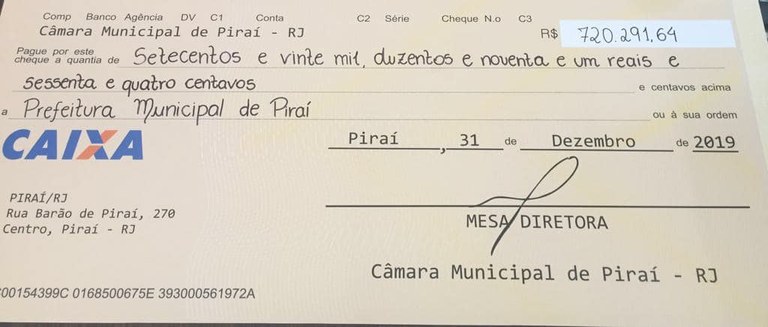 Comp Banco Agência DV C1 Conta C2 Série Cheque N.o C3
Câmara Municipal de Piraí - RJ R$ 720.291,64
Pague por este
cheque a quantia de Setecentos e vinte mil, duzentos e noventa e um reais e
sessenta e quatro centavos e centavos acima
a Prefeitura Municipal de Piraí ou à sua ordem
CAIXA
Piraí, 31 de Dezembro de 2019
PIRAÍ/RJ
Rua Barão de Piraí, 270
Centro, Piraí - RJ
MESA DIRETORA
Câmara Municipal de Piraí - RJ
00154399C 0168500675E 393000561972A